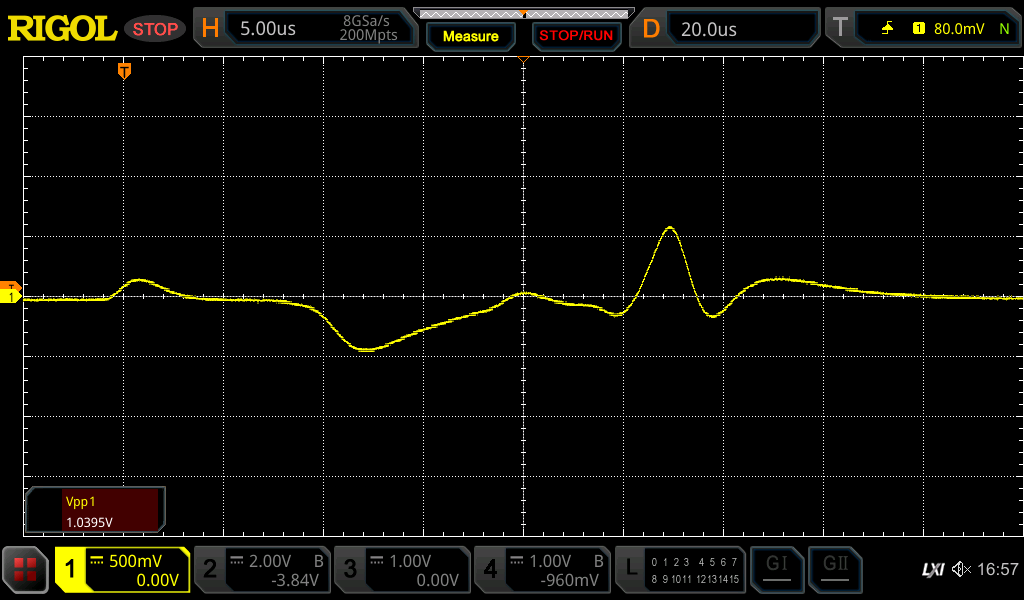 RIGOL STOP H 5.00us 8GSa/s 200Mpts Measure STOP/RUN D 20.0us T 1 80.0mV N
T
T
1
Vpp1
1.0395V
1 500mV 0.00V 2 2.00V B -3.84V 3 1.00V 0.00V 4 1.00V B -960mV L 0 1 2 3 4 5 6 7 8 9 10 11 12 13 14 15 GI GII LXI 16:57